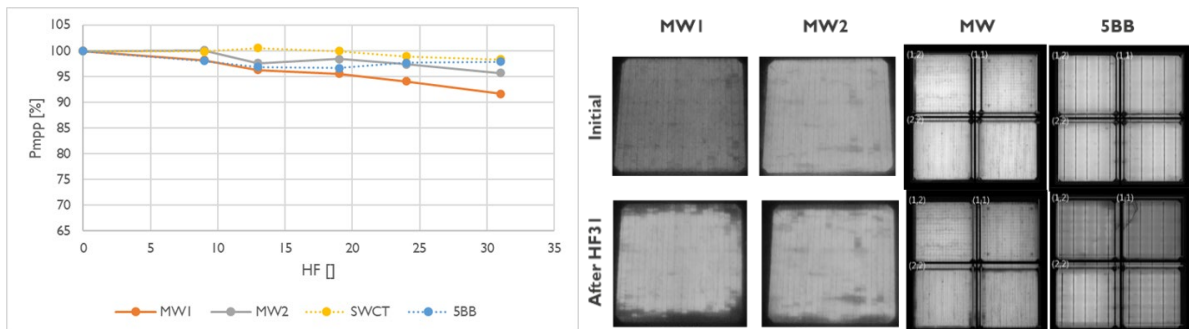 105
100
95
90
85
80
75
70
65
Pmpp [%]
0 5 10 15 20 25 30 35
HF []
MW1 MW2 SWCT 5BB
MW1 MW2 MW 5BB
Initial
(1,2) (1,1) (1,2) (1,1)
(2,2) (2,2)
After HF31
(1,2) (1,1) (1,2) (1,1)
(2,2) (2,2)